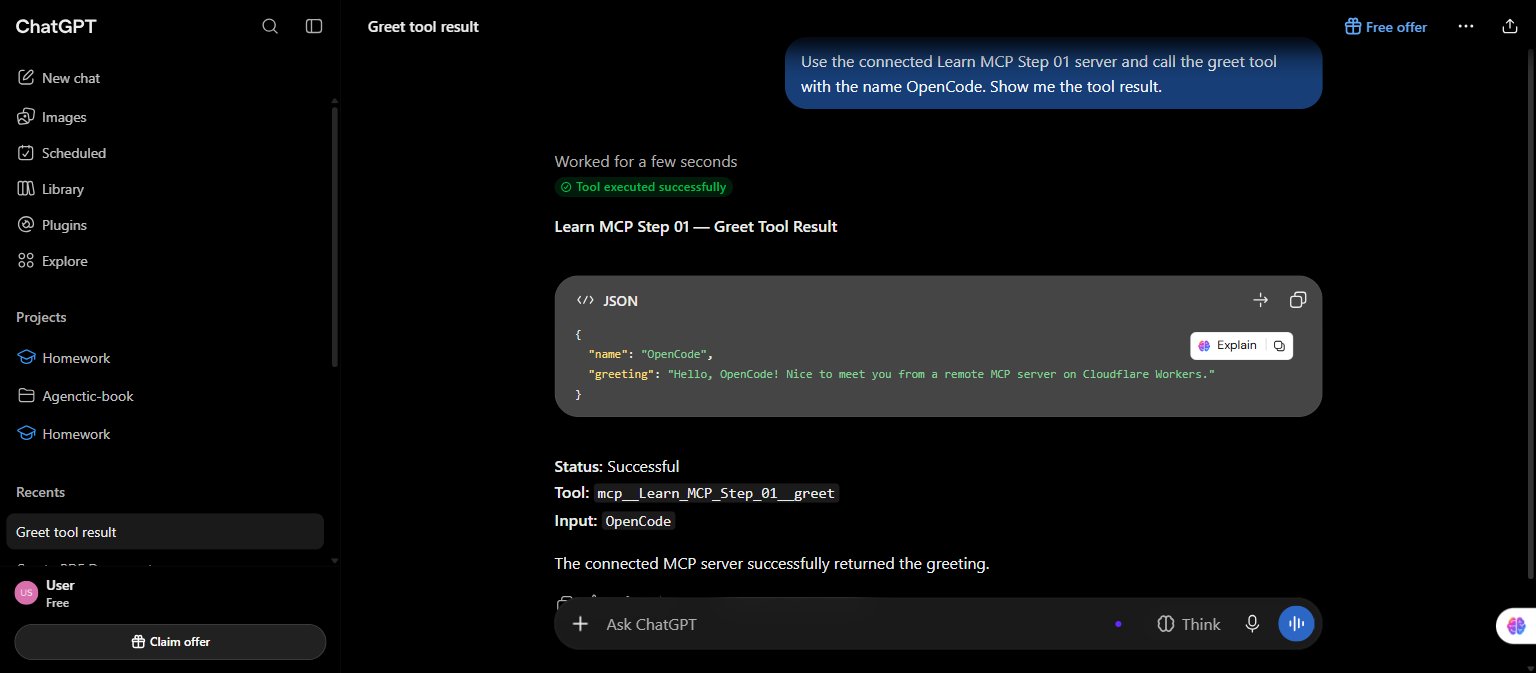 ChatGPT
New chat
Images
Scheduled
Library
Plugins
Explore
Projects
Homework
Agenctic-book
Homework
Recents
Greet tool result
US
User
Free
Claim offer
Greet tool result
Free offer
Use the connected Learn MCP Step 01 server and call the greet tool
with the name OpenCode. Show me the tool result.
Worked for a few seconds
Tool executed successfully
Learn MCP Step 01 — Greet Tool Result
JSON
{
"name": "OpenCode",
Explain
"greeting": "Hello, OpenCode! Nice to meet you from a remote MCP server on Cloudflare Workers."
}
Status: Successful
Tool: mcp__Learn_MCP_Step_01__greet
Input: OpenCode
The connected MCP server successfully returned the greeting.
Ask ChatGPT
Think